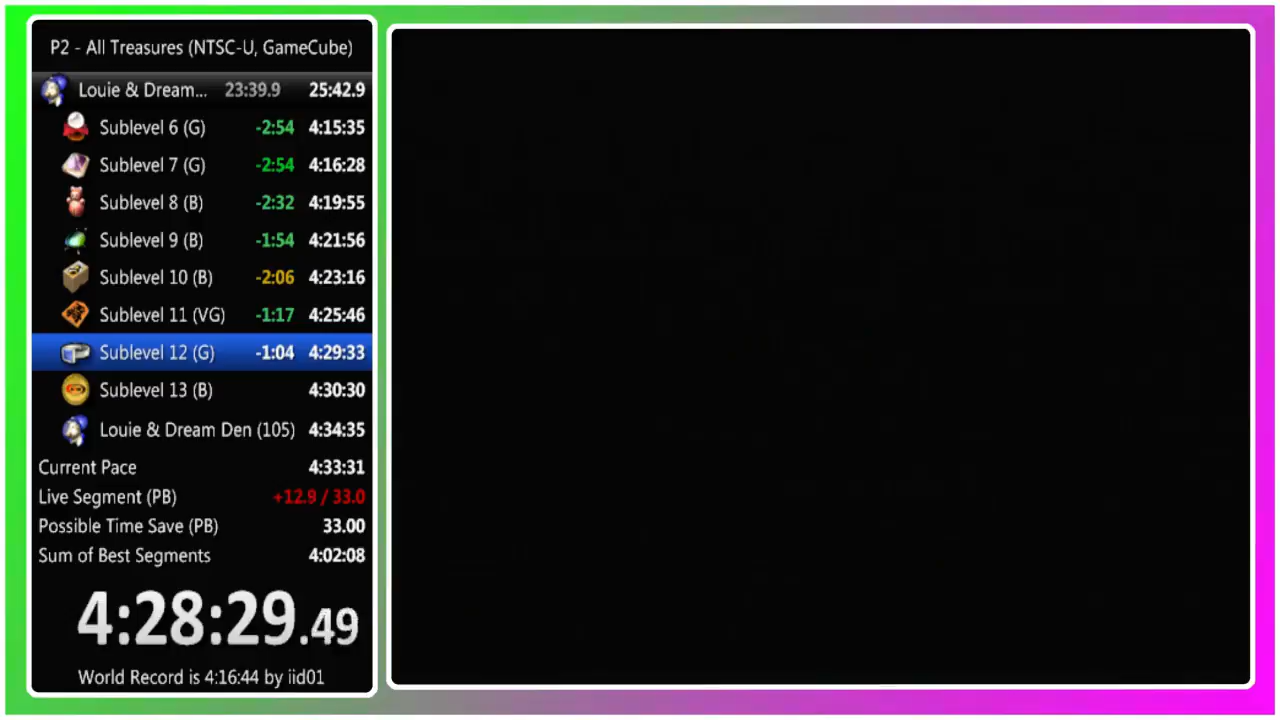 P2 - All Treasures (NTSC-U, GameCube)
Louie & Dream... 23:39.9 25:42.9
Sublevel 6 (G) -2:54 4:15:35
Sublevel 7 (G) -2:54 4:16:28
Sublevel 8 (B) -2:32 4:19:55
Sublevel 9 (B) -1:54 4:21:56
Sublevel 10 (B) -2:06 4:23:16
Sublevel 11 (VG) -1:17 4:25:46
Sublevel 12 (G) -1:04 4:29:33
Sublevel 13 (B) 4:30:30
Louie & Dream Den (105) 4:34:35
Current Pace 4:33:31
Live Segment (PB) +12.9 / 33.0
Possible Time Save (PB) 33.00
Sum of Best Segments 4:02:08
4:28:29.49
World Record is 4:16:44 by iid01